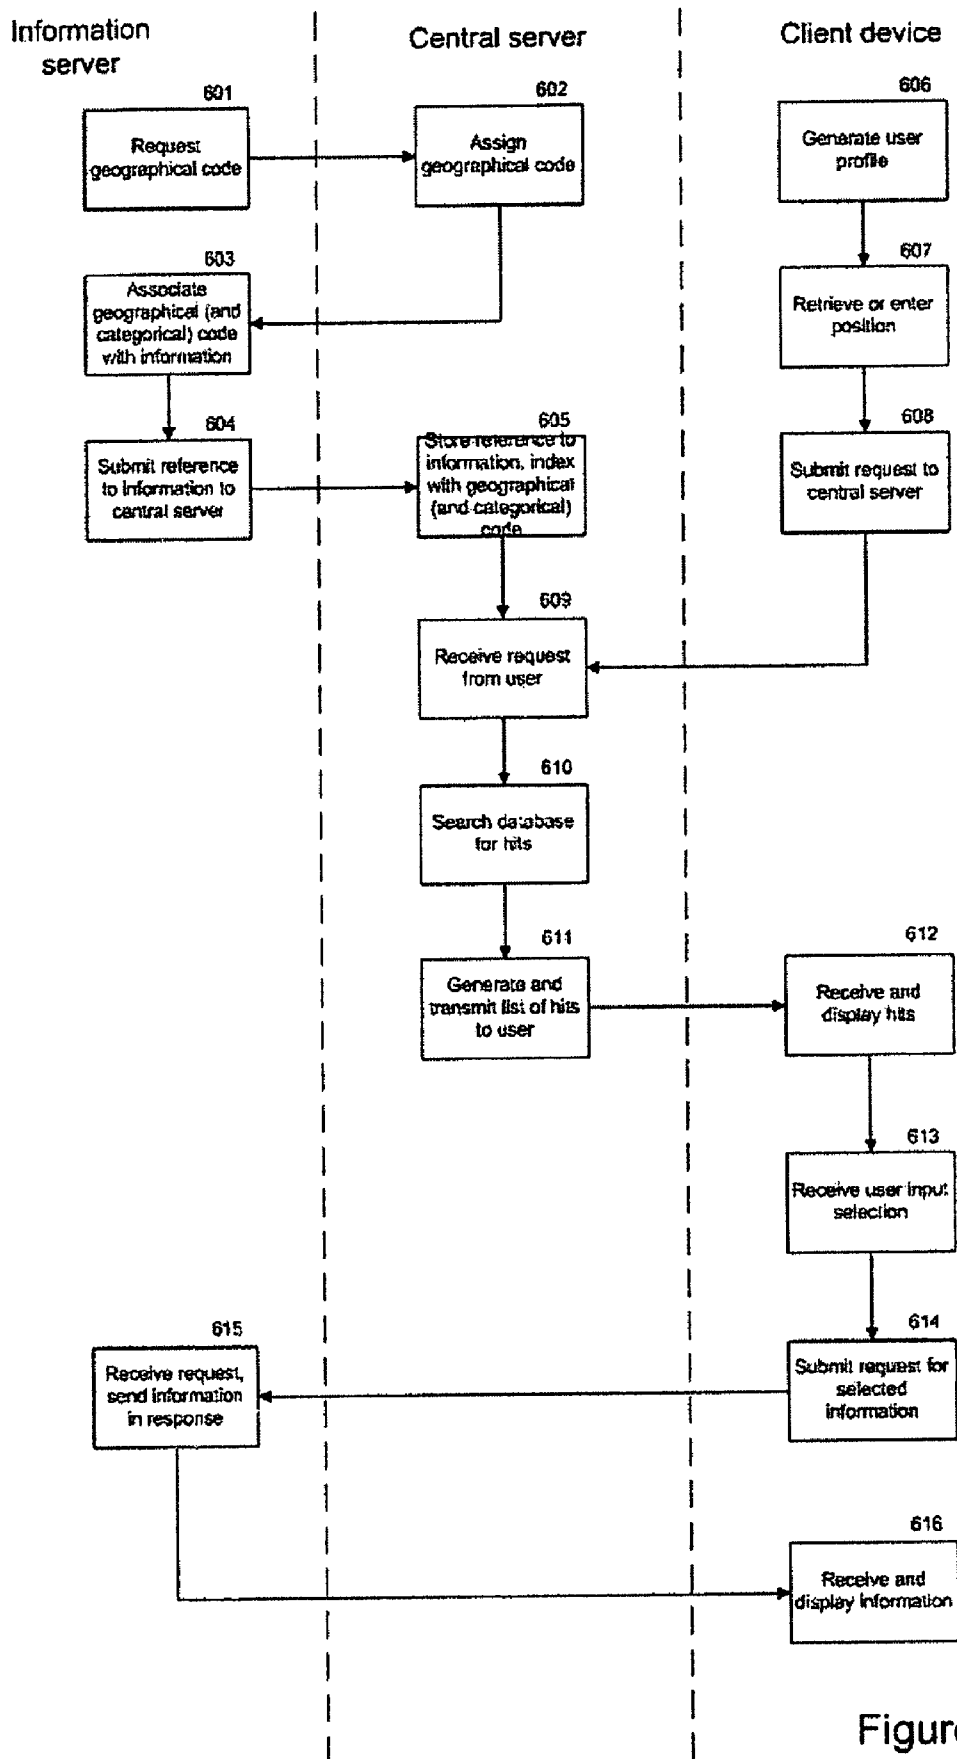 Information
server
Central server
Client device
601
Request
geographical code
602
Assign
geographical code
606
Generate user
profile
603
Associate
geographical (and
categorical) code
with information
607
Retrieve or enter
position
604
Submit reference
to information to
central server
605
Store reference to
information, index
with geographical
(and categorical)
code
608
Submit request to
central server
609
Receive request
from user
610
Search database
for hits
611
Generate and
transmit list of hits
to user
612
Receive and
display hits
613
Receive user input
selection
614
Submit request for
selected
information
615
Receive request,
send information
in response
616
Receive and
display information
Figure